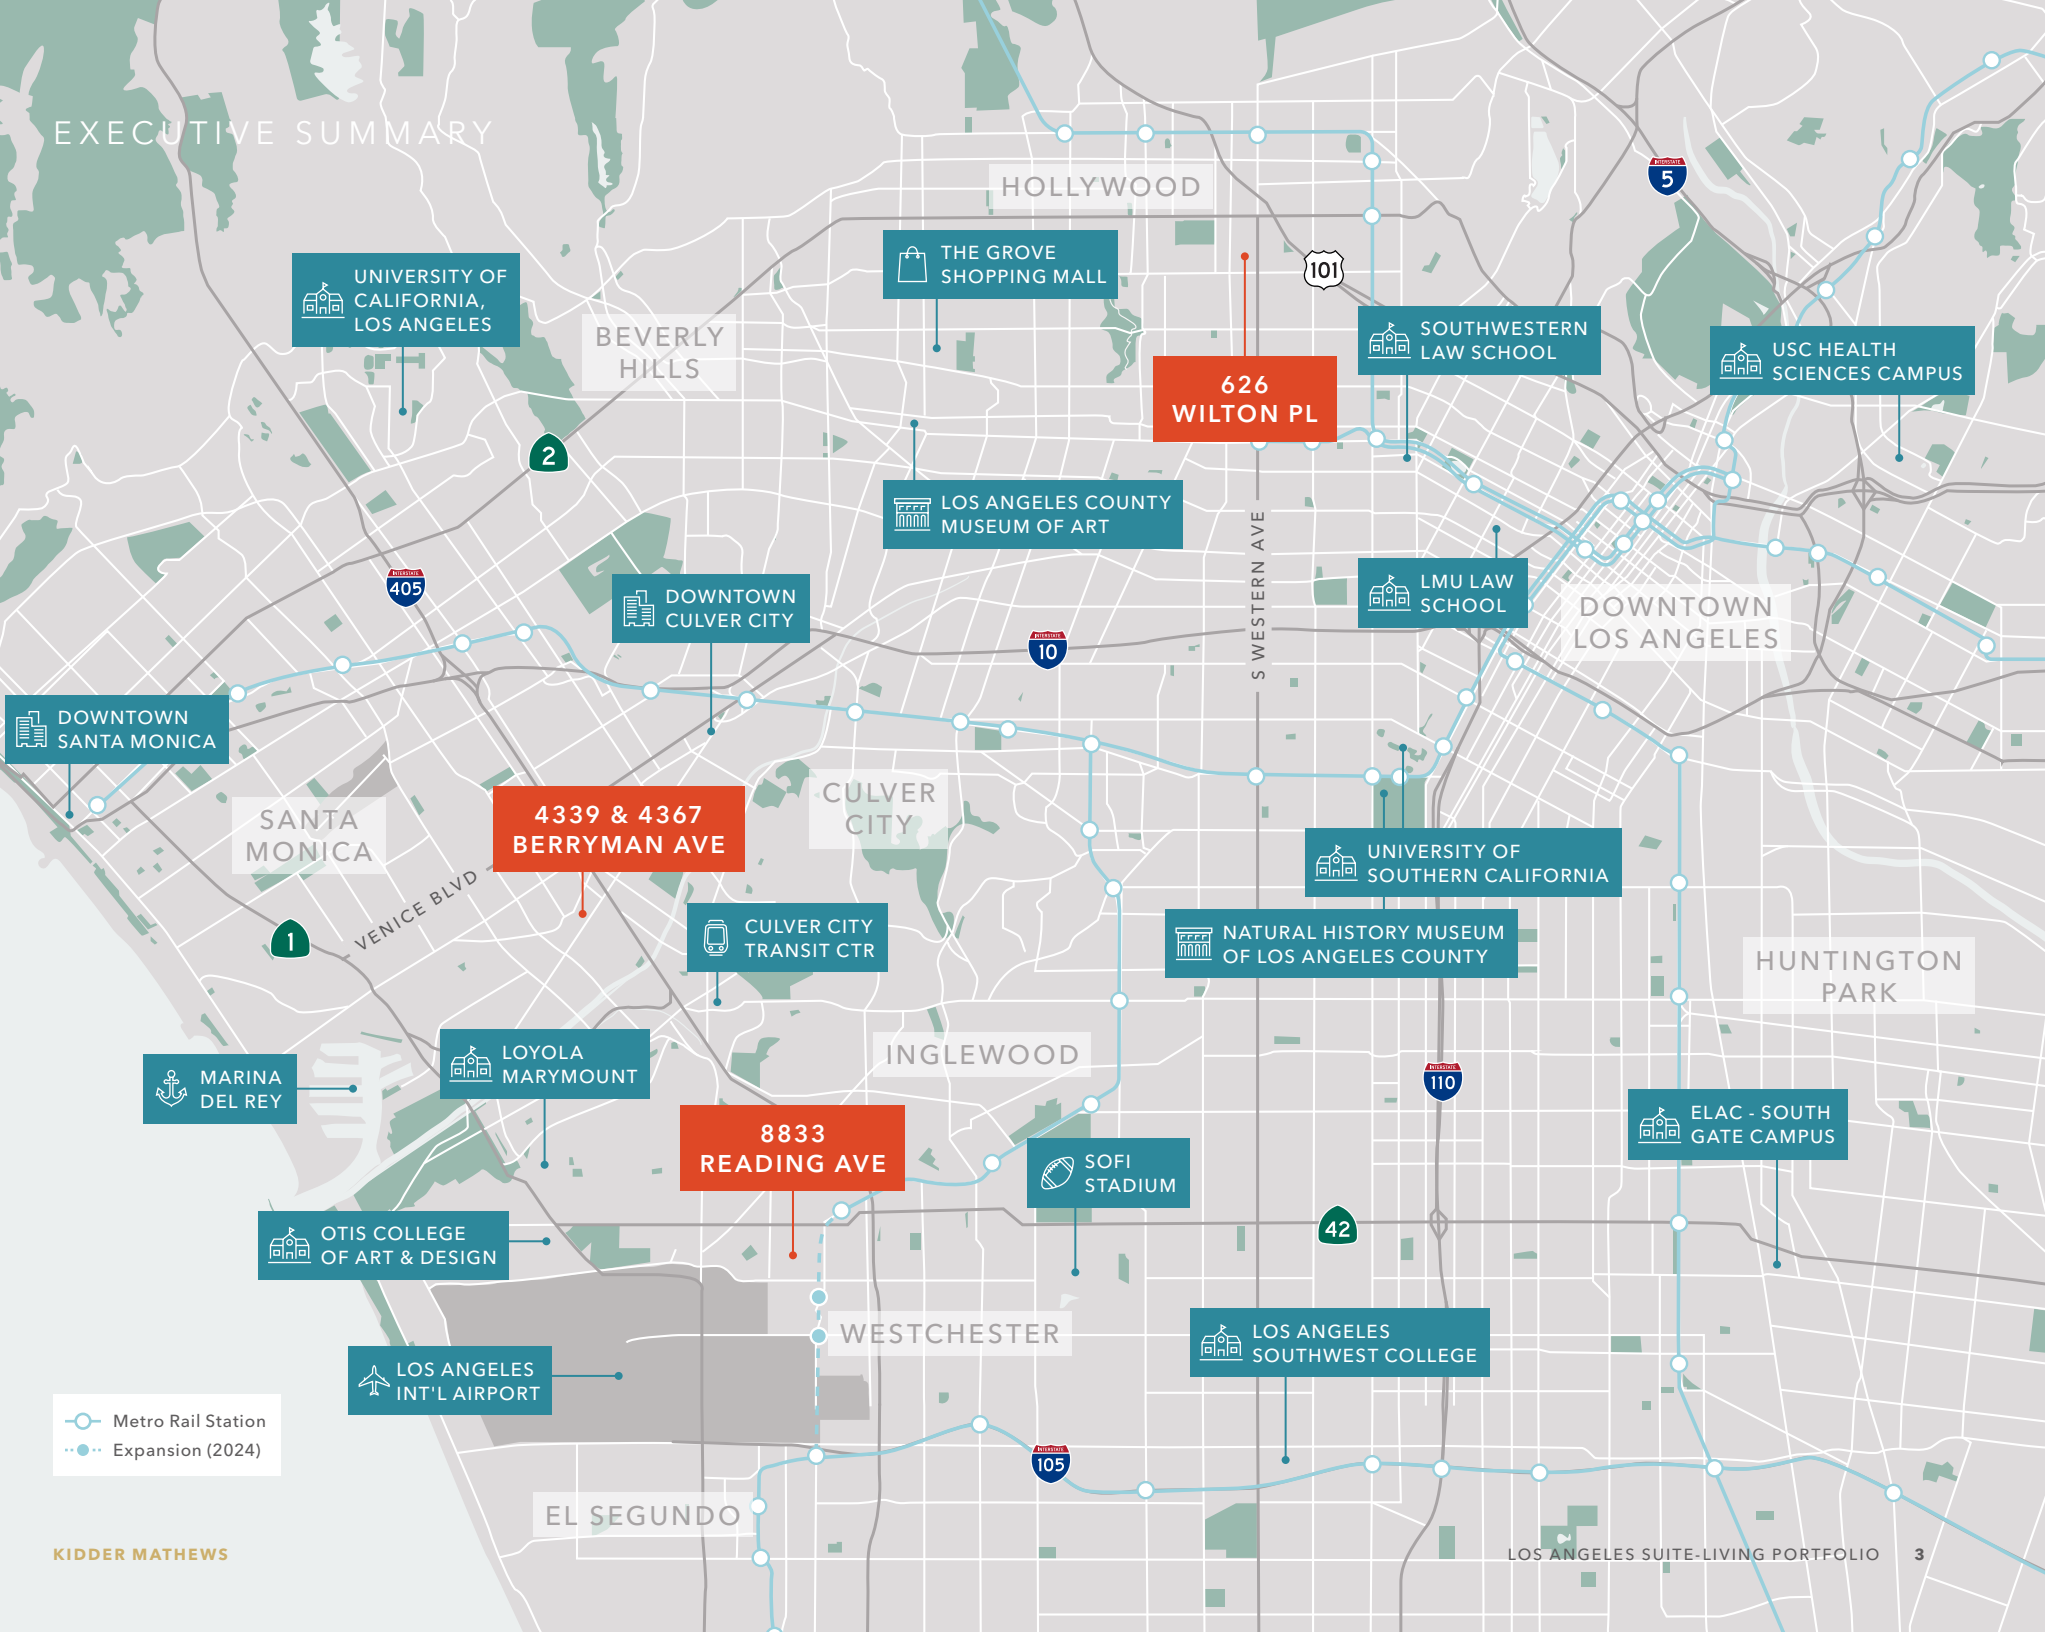 EXECUTIVE SUMMARY
HOLLYWOOD
INTERSTATE
5
THE GROVE
SHOPPING MALL
101
UNIVERSITY OF
CALIFORNIA,
LOS ANGELES
BEVERLY
HILLS
SOUTHWESTERN
LAW SCHOOL
USC HEALTH
SCIENCES CAMPUS
626
WILTON PL
2
LOS ANGELES COUNTY
MUSEUM OF ART
S WESTERN AVE
INTERSTATE
405
DOWNTOWN
CULVER CITY
LMU LAW
SCHOOL
DOWNTOWN
LOS ANGELES
INTERSTATE
10
DOWNTOWN
SANTA MONICA
SANTA
MONICA
4339 & 4367
BERRYMAN AVE
CULVER
CITY
UNIVERSITY OF
SOUTHERN CALIFORNIA
VENICE BLVD
1
CULVER CITY
TRANSIT CTR
NATURAL HISTORY MUSEUM
OF LOS ANGELES COUNTY
HUNTINGTON
PARK
LOYOLA
MARYMOUNT
INGLEWOOD
MARINA
DEL REY
INTERSTATE
110
ELAC - SOUTH
GATE CAMPUS
8833
READING AVE
SOFI
STADIUM
42
OTIS COLLEGE
OF ART & DESIGN
WESTCHESTER
LOS ANGELES
SOUTHWEST COLLEGE
LOS ANGELES
INT'L AIRPORT
Metro Rail Station
Expansion (2024)
INTERSTATE
105
EL SEGUNDO
KIDDER MATHEWS
LOS ANGELES SUITE-LIVING PORTFOLIO 3